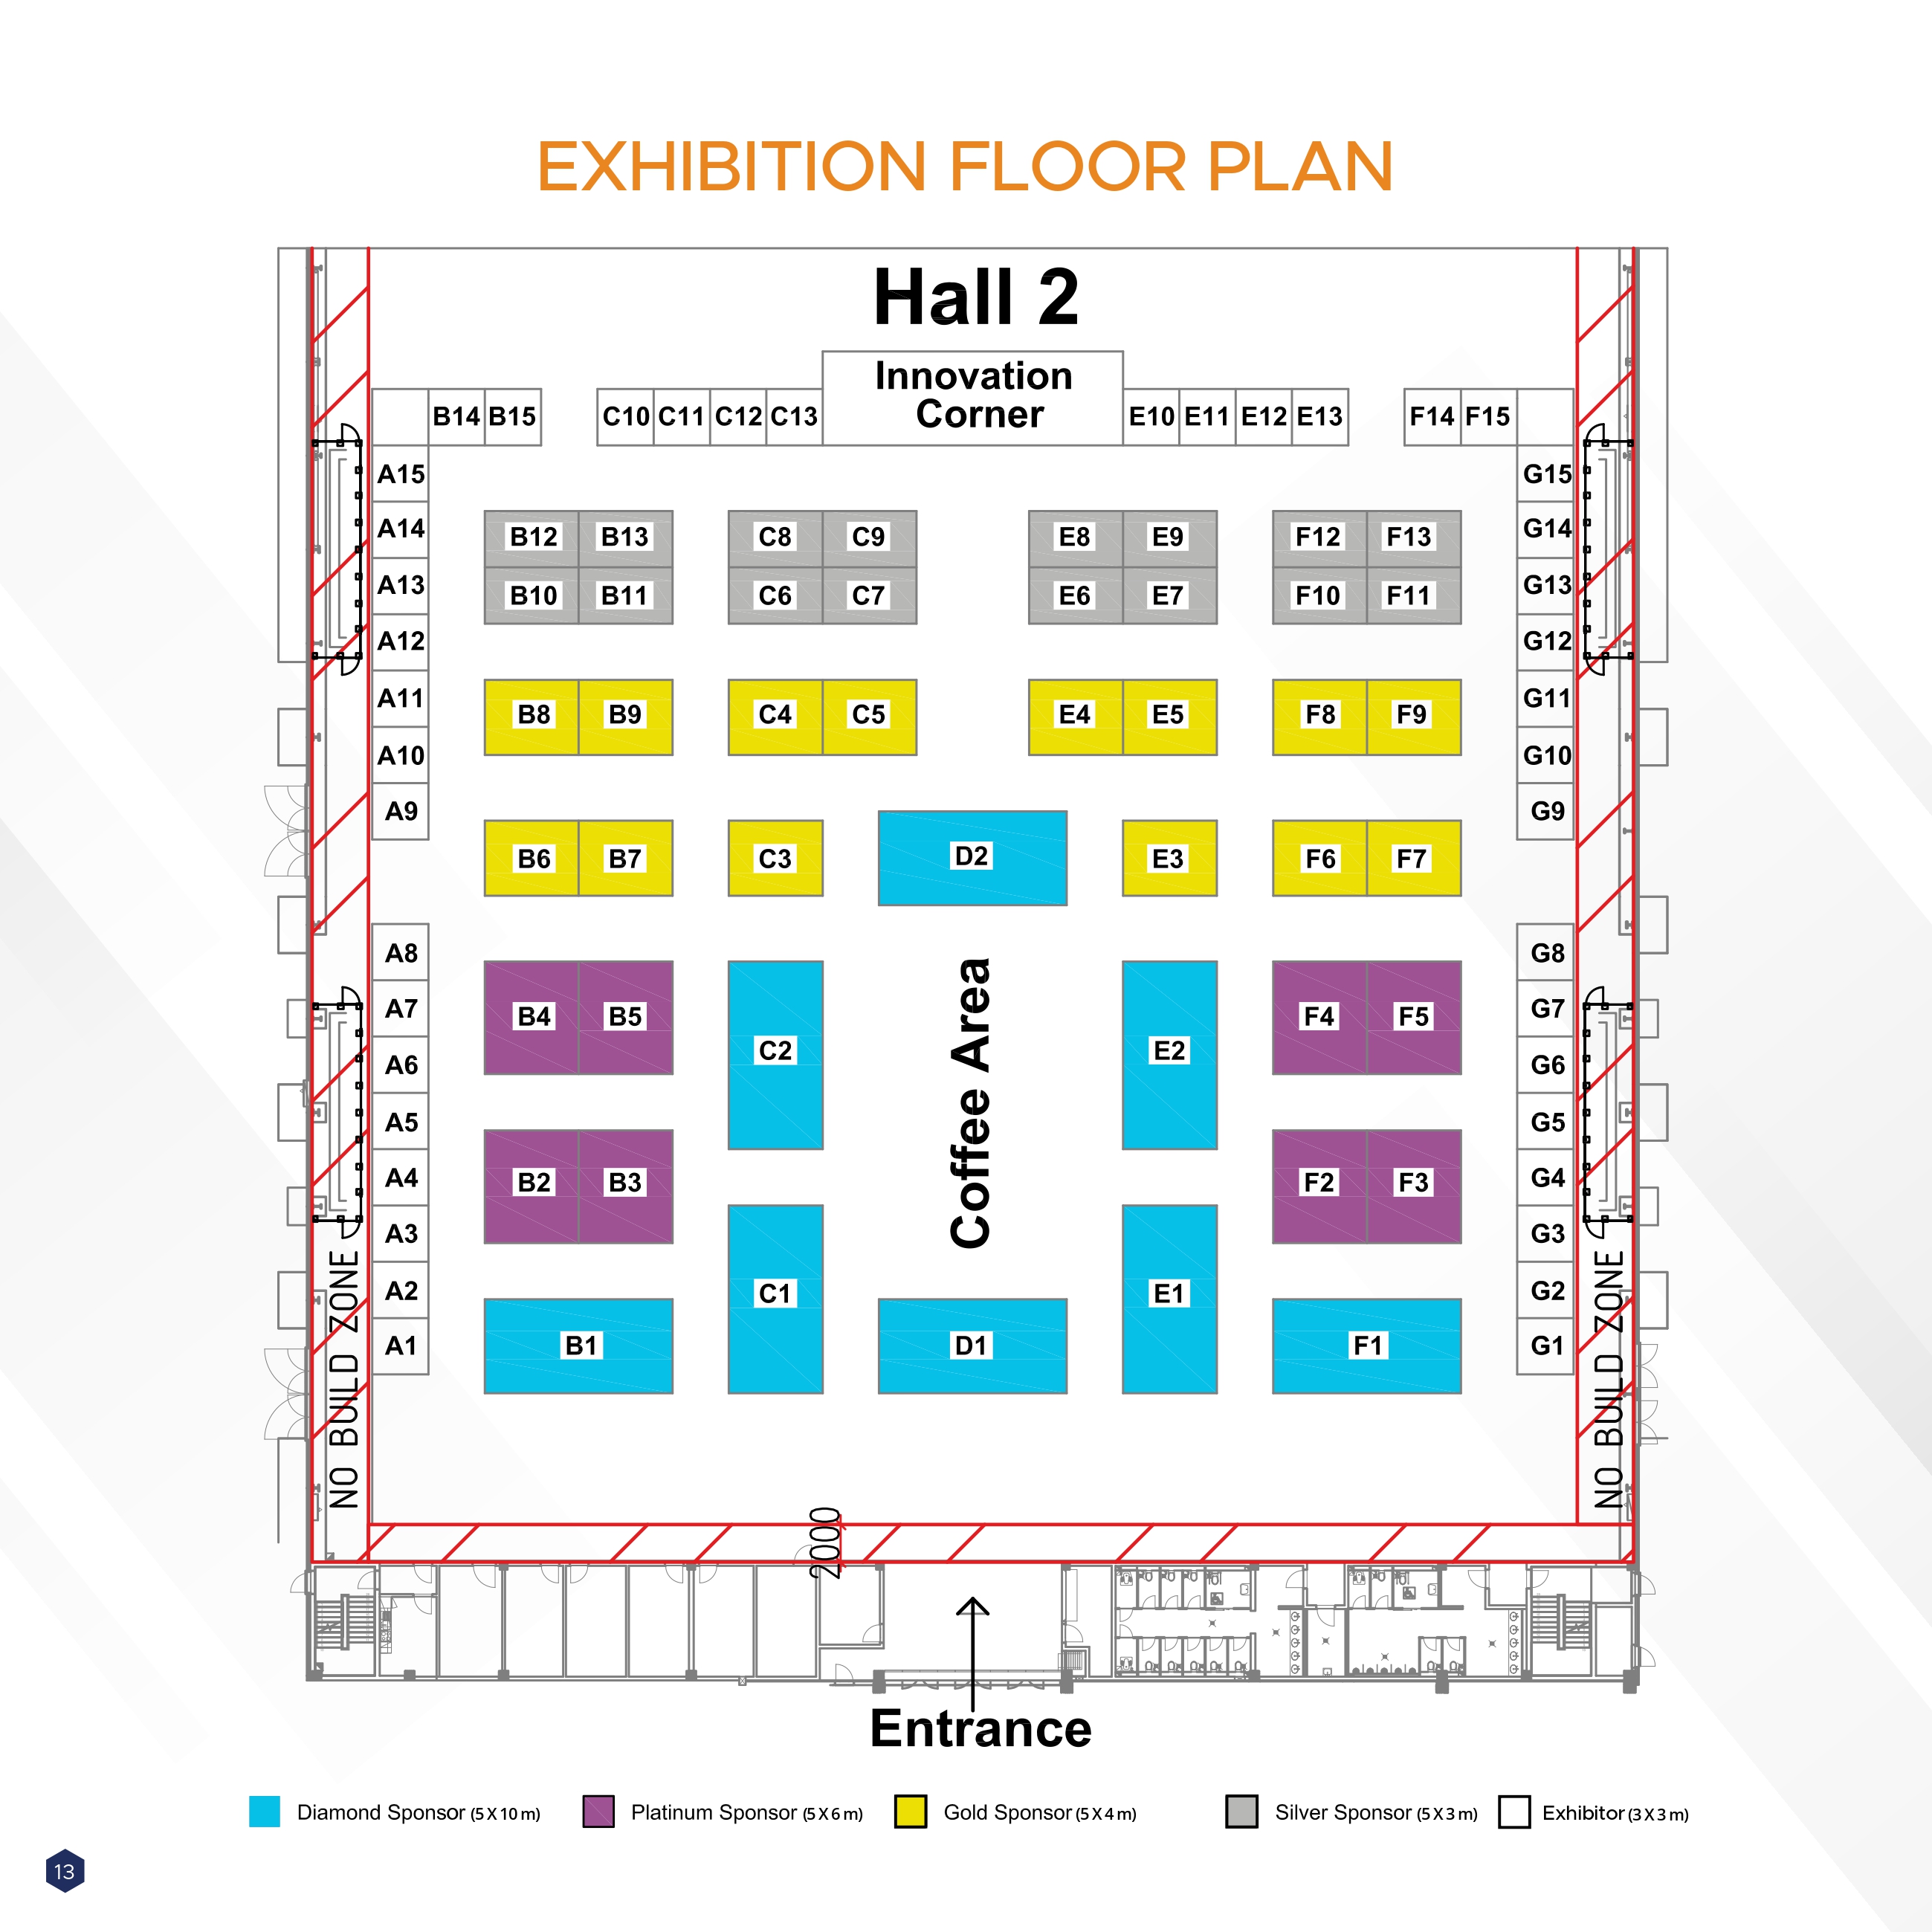 EXHIBITION FLOOR PLAN
Hall 2
Innovation
Corner
B14 B15 C10 C11 C12 C13 E10 E11 E12 E13 F14 F15
A15 G15
A14 B12 B13 C8 C9 E8 E9 F12 F13 G14
A13 B10 B11 C6 C7 E6 E7 F10 F11 G13
A12 G12
A11 B8 B9 C4 C5 E4 E5 F8 F9 G11
A10 G10
A9 G9
B6 B7 C3 D2 E3 F6 F7
A8 G8
A7 B4 B5 F4 F5 G7
A6 C2 E2 G6
A5 G5
A4 B2 B3 F2 F3 G4
Coffee Area
A3 G3
A2 C1 E1 G2
A1 B1 D1 F1 G1
NO BUILD ZONE
NO BUILD ZONE
2000
Entrance
Diamond Sponsor (5 X 10 m) Platinum Sponsor (5 X 6 m) Gold Sponsor (5 X 4 m) Silver Sponsor (5 X 3 m) Exhibitor (3 X 3 m)
13